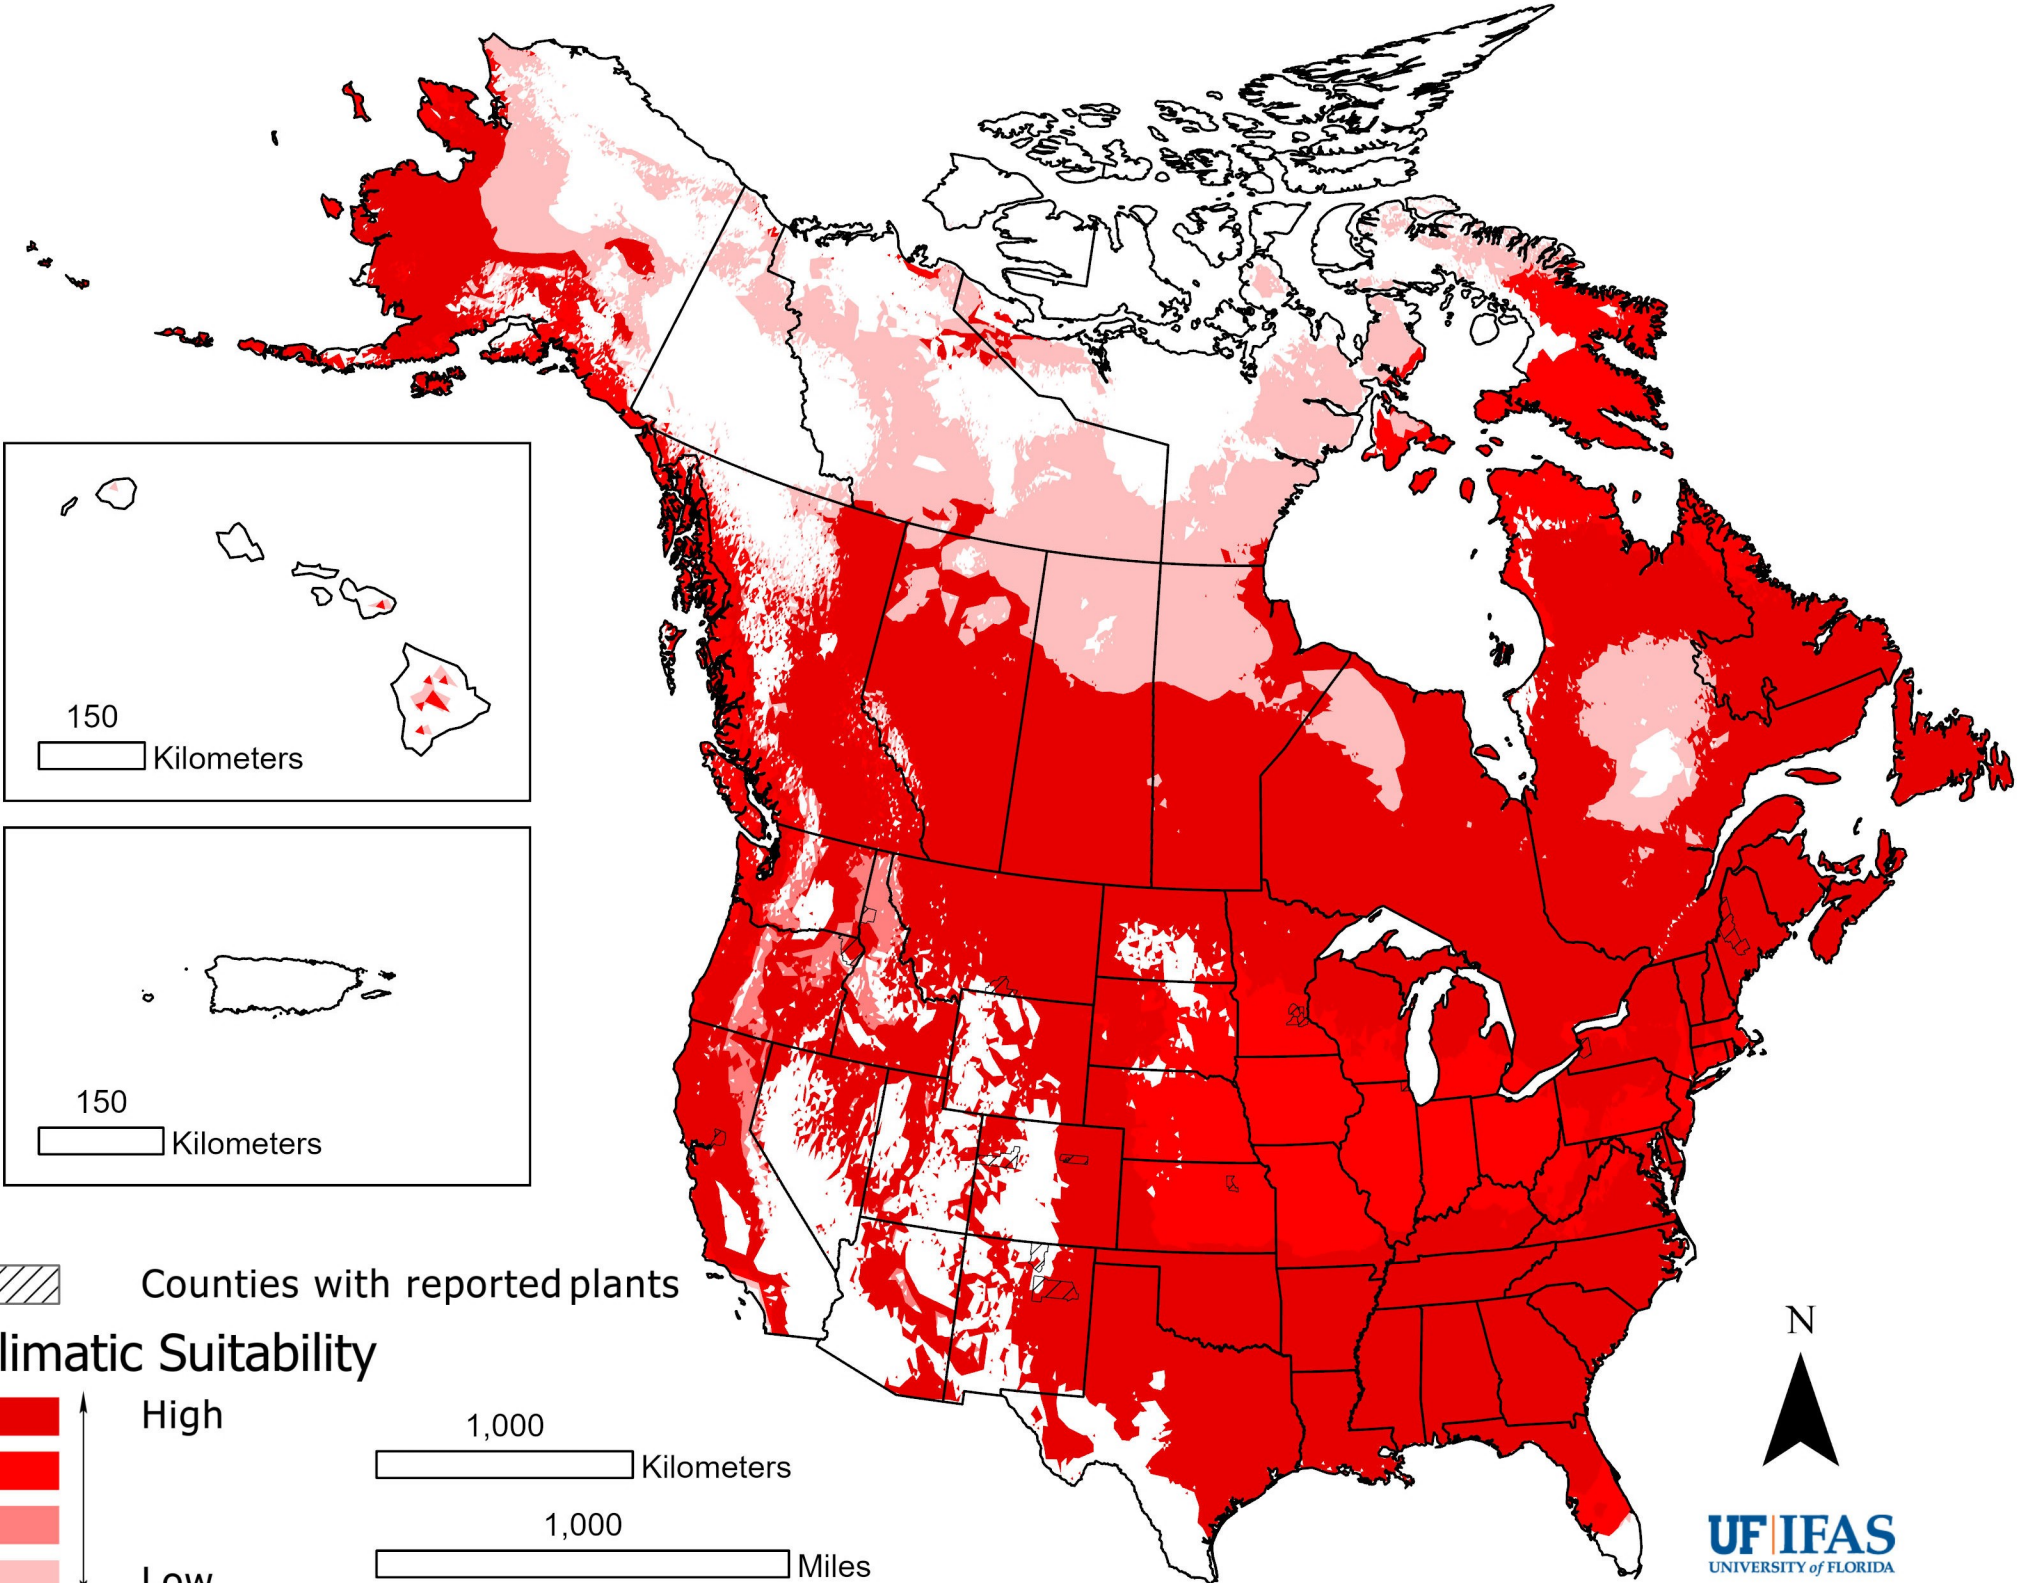 150
Kilometers
150
Kilometers
Counties with reported plants
limatic Suitability
High
Low
1,000
Kilometers
1,000
Miles
N
UF|IFAS
UNIVERSITY of FLORIDA